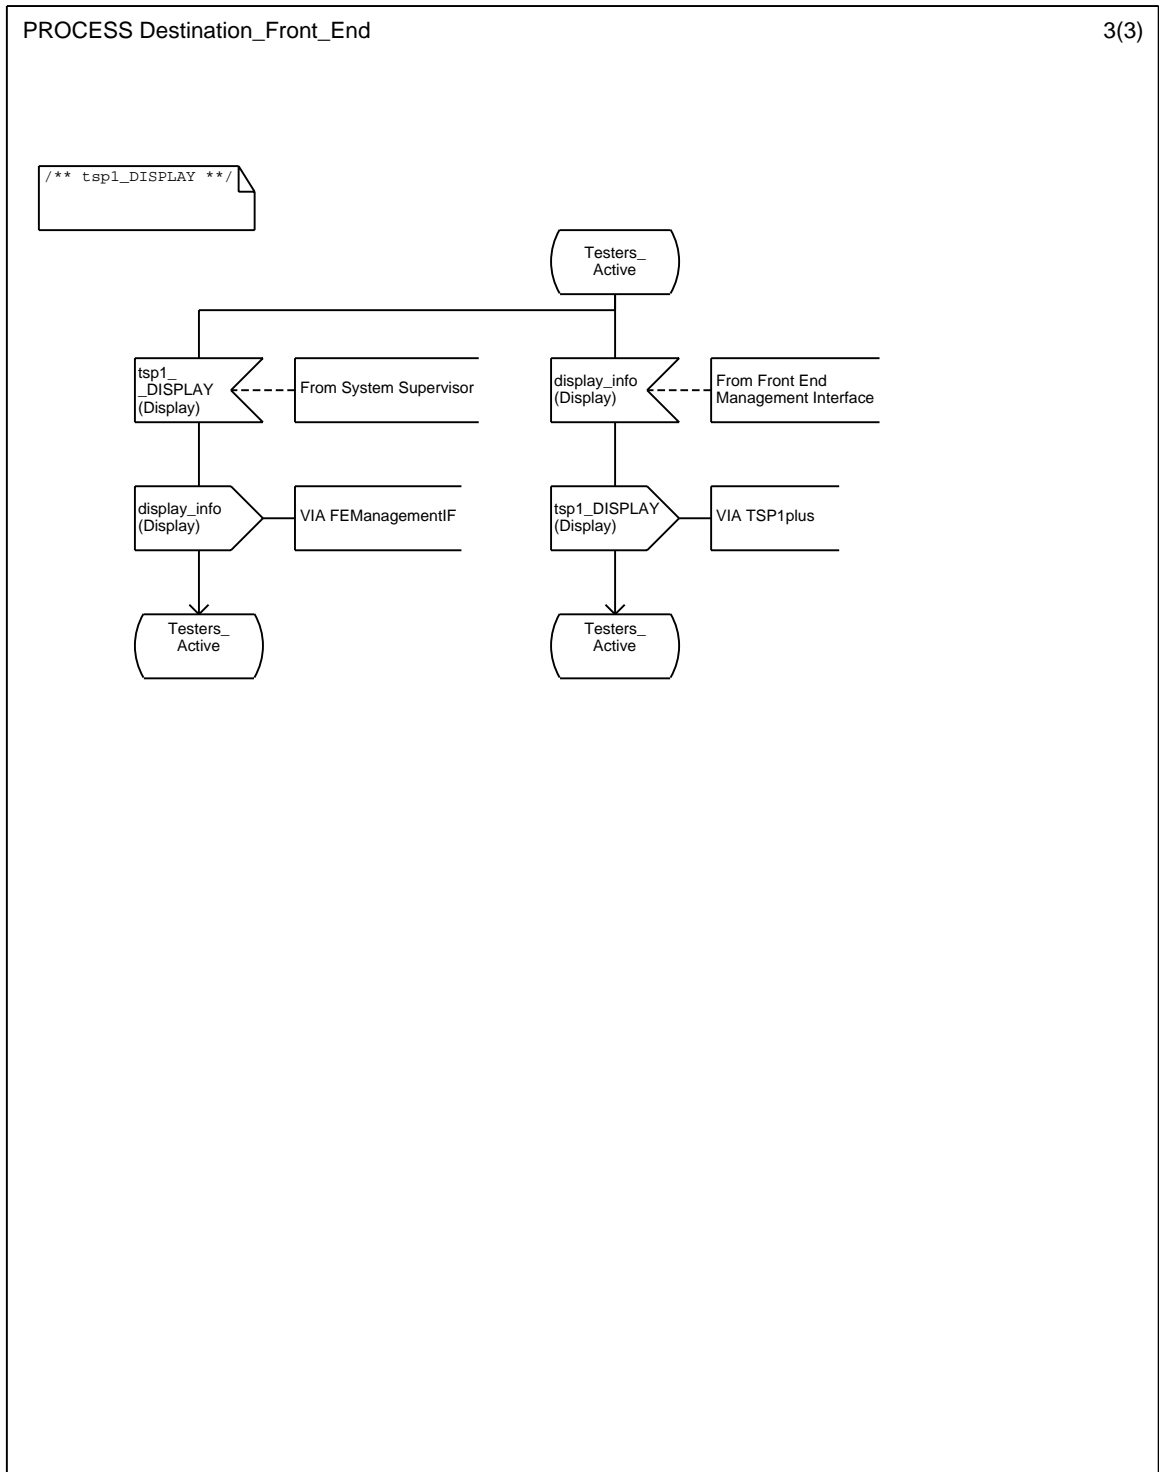 PROCESS Destination_Front_End
3(3)
/** tsp1_DISPLAY **/
Testers_
Active
tsp1_
_DISPLAY
(Display)
From System Supervisor
display_info
(Display)
From Front End
Management Interface
display_info
(Display)
VIA FEManagementIF
tsp1_DISPLAY
(Display)
VIA TSP1plus
Testers_
Active
Testers_
Active